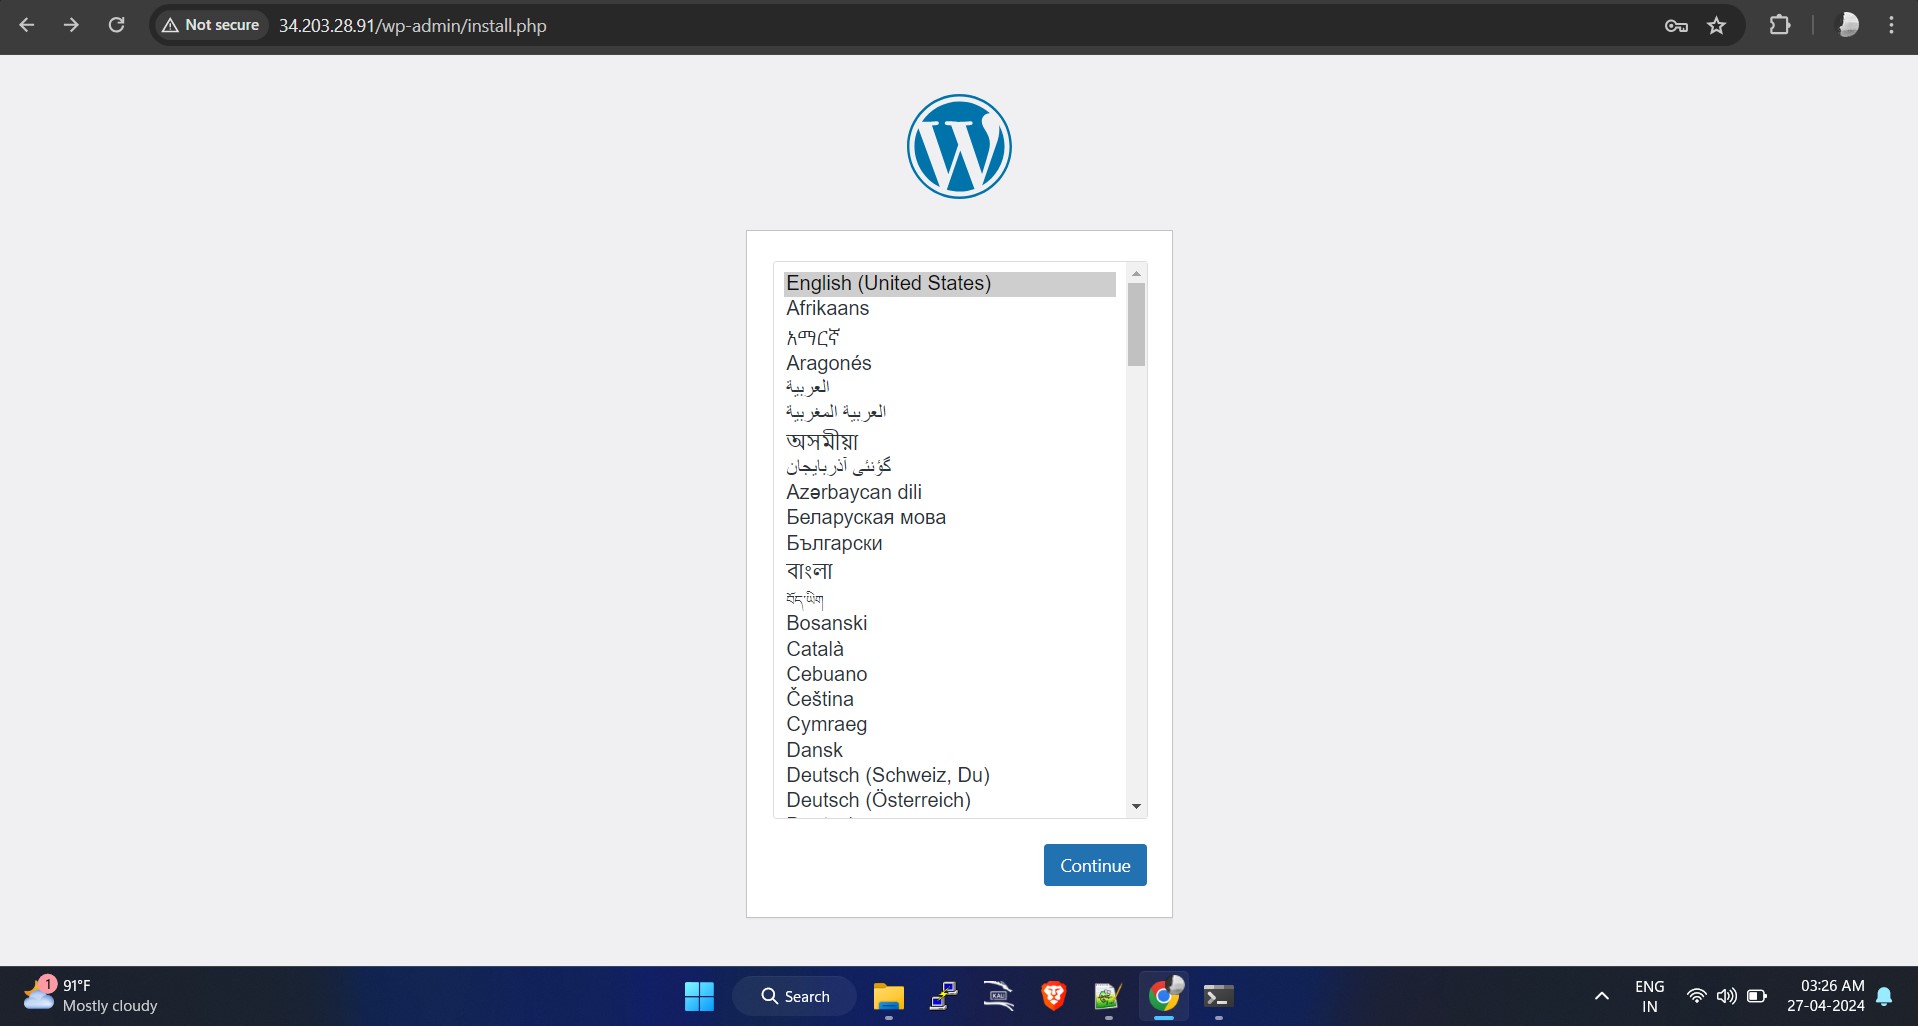 Not secure
34.203.28.91/wp-admin/install.php
English (United States)
Afrikaans
አማርኛ
Aragonés
العربية
العربية المغربية
অসমীয়া
گؤنئی آذربایجان
Azərbaycan dili
Беларуская мова
Български
বাংলা
བོད་ཡིག
Bosanski
Català
Cebuano
Čeština
Cymraeg
Dansk
Deutsch (Schweiz, Du)
Deutsch (Österreich)
Continue
1
91°F
Mostly cloudy
Search
KALI
ENG
IN
03:26 AM
27-04-2024